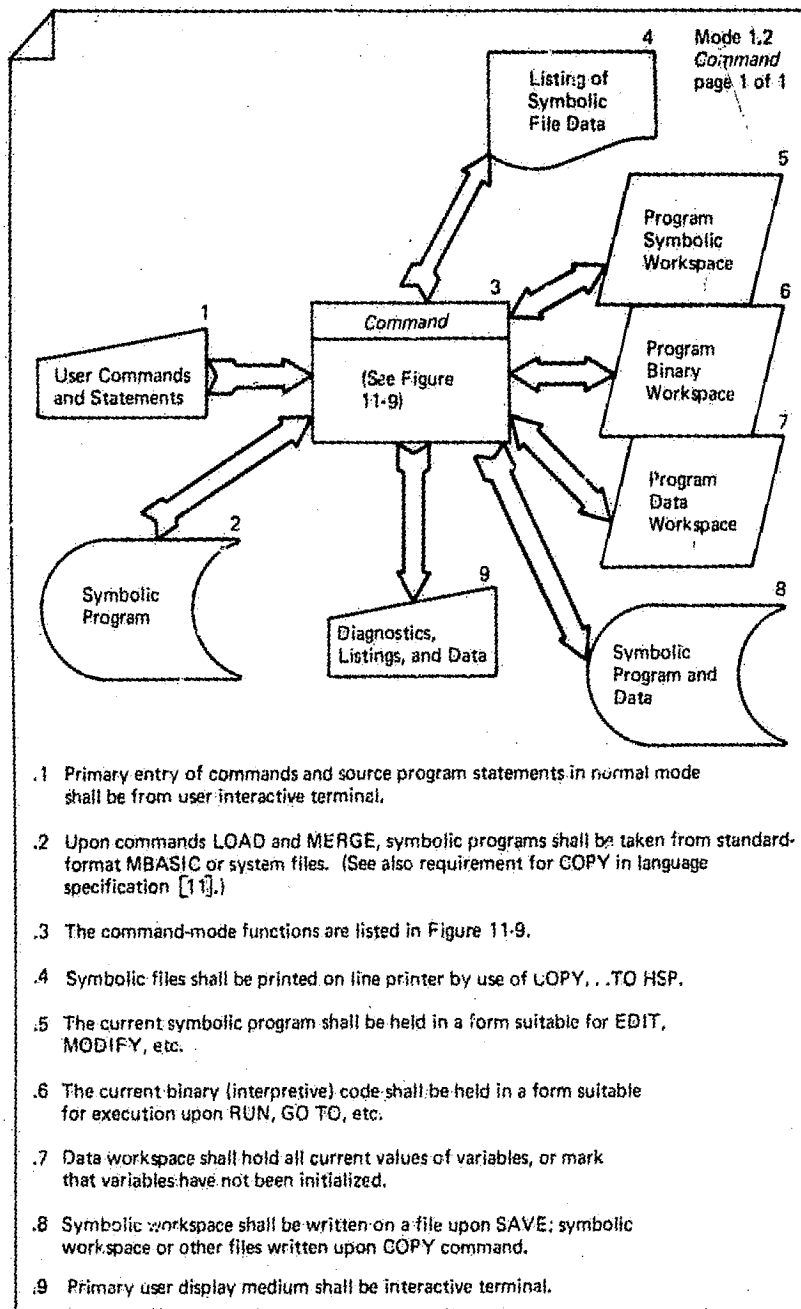 Mode 1.2
Command
page 1 of 1
4
Listing of
Symbolic
File Data
5
Program
Symbolic
Workspace
3
Command
(See Figure
11-9)
6
Program
Binary
Workspace
1
User Commands
and Statements
7
Program
Data
Workspace
2
Symbolic
Program
9
Diagnostics,
Listings, and Data
8
Symbolic
Program and
Data
.1 Primary entry of commands and source program statements in normal mode
shall be from user interactive terminal.
.2 Upon commands LOAD and MERGE, symbolic programs shall be taken from standard-
format MBASIC or system files. (See also requirement for COPY in language
specification [11].)
.3 The command-mode functions are listed in Figure 11-9.
.4 Symbolic files shall be printed on line printer by use of COPY...TO HSP.
.5 The current symbolic program shall be held in a form suitable for EDIT,
MODIFY, etc.
.6 The current binary (interpretive) code shall be held in a form suitable
for execution upon RUN, GO TO, etc.
.7 Data workspace shall hold all current values of variables, or mark
that variables have not been initialized.
.8 Symbolic workspace shall be written on a file upon SAVE; symbolic
workspace or other files written upon COPY command.
.9 Primary user display medium shall be interactive terminal.